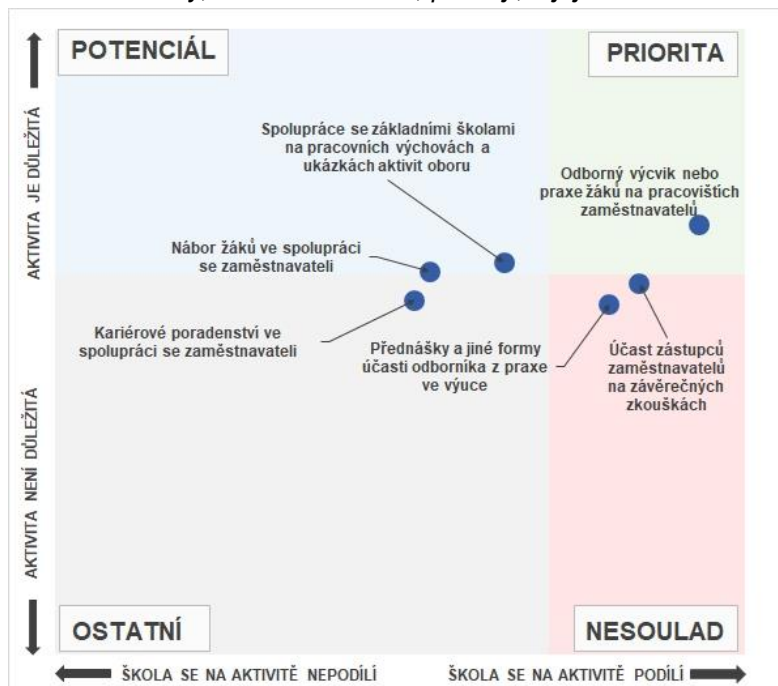 POTENCIÁL
PRIORITA
Spolupráce se základními školami
na pracovních výchovách a
ukázkách aktivit oboru
Odborný výcvik nebo
praxe žáků na pracovištích
zaměstnavatelů
Nábor žáků ve spolupráci
se zaměstnavateli
Kariérové poradenství ve
spolupráci se zaměstnavateli
Přednášky a jiné formy
účasti odborníka z praxe
ve výuce
Účast zástupců
zaměstnavatelů
na závěrečných
zkouškách
AKTIVITA JE DŮLEŽITÁ
AKTIVITA NENÍ DŮLEŽITÁ
OSTATNÍ
NESOULAD
ŠKOLA SE NA AKTIVITĚ NEPODÍLÍ
ŠKOLA SE NA AKTIVITĚ PODÍLÍ